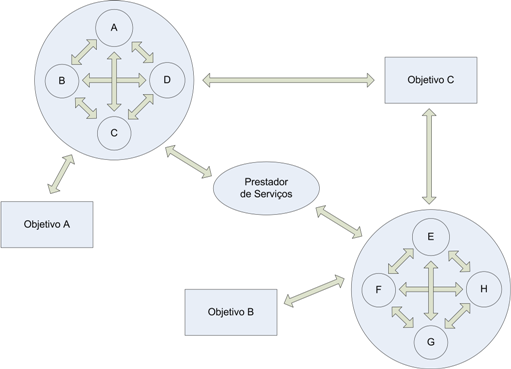 A
B
D
C
Objetivo C
Prestador
de Serviços
Objetivo A
E
F
H
G
Objetivo B